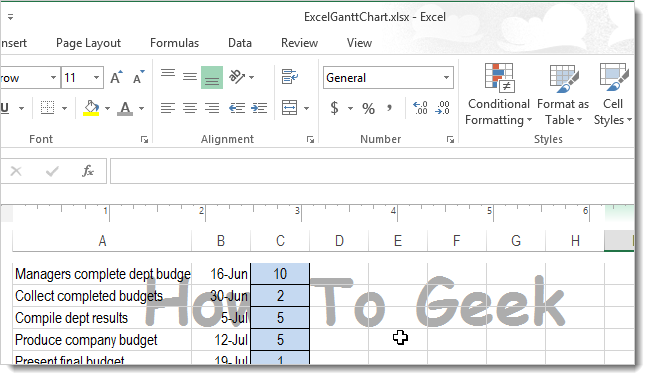 ExcelGanttChart.xlsx - Excel
nsert Page Layout Formulas Data Review View
row 11 A A General Conditional Formatting Format as Table Cell Styles
U A ab $ % , .0 .00 .00 .0
Font Alignment Number Styles
fx
1 2 3 4 5 6
A B C D E F G H
Managers complete dept budge 16-Jun 10
Collect completed budgets 30-Jun 2
Compile dept results 5-Jul 5
Produce company budget 12-Jul 5
Present final budget 19-Jul 1
How To Geek